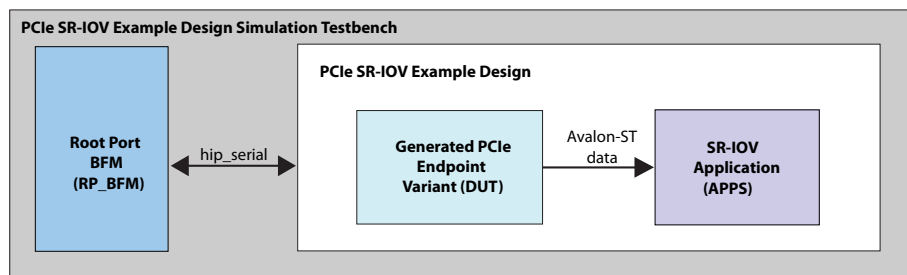 PCIe SR-IOV Example Design Simulation Testbench
PCIe SR-IOV Example Design
Root Port
BFM
(RP_BFM)
hip_serial
Generated PCIe
Endpoint
Variant (DUT)
Avalon-ST
data
SR-IOV
Application
(APPS)